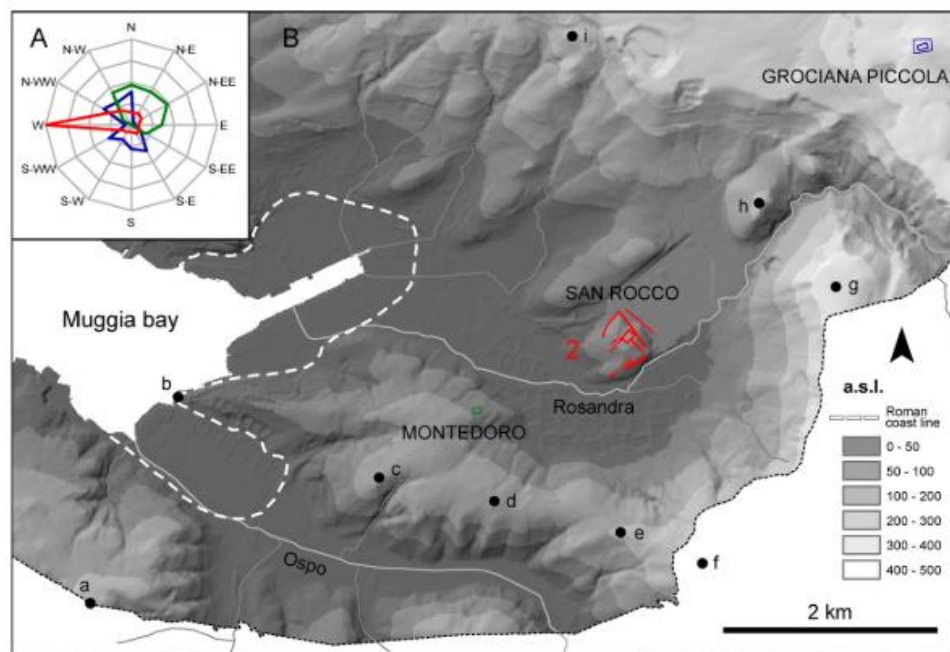 A
N
N-W
N-E
N-WW
N-EE
W
E
S-WW
S-EE
S-W
S-E
S
B
i
GROCIANA PICCOLA
h
g
SAN ROCCO
2
Muggia bay
b
Rosandra
MONTEDORO
c
d
e
f
Ospo
a
a.s.l.
Roman
coast line
0 - 50
50 - 100
100 - 200
200 - 300
300 - 400
400 - 500
2 km